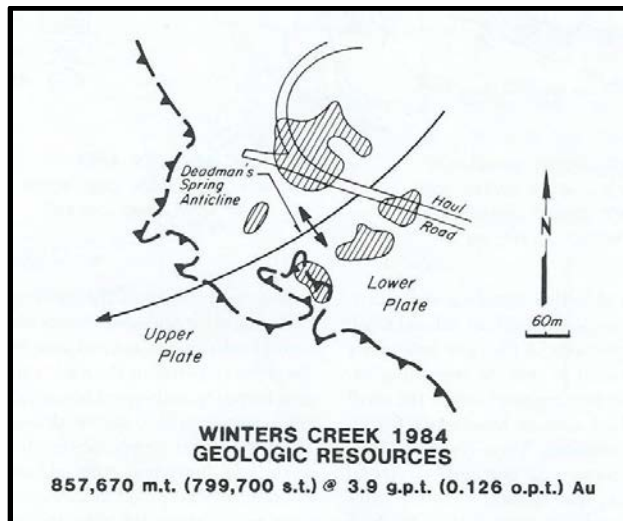 Deadman's
Spring
Anticline
Haul
Road
N
Lower
Plate
60m
Upper
Plate
WINTERS CREEK 1984
GEOLOGIC RESOURCES
857,670 m.t. (799,700 s.t.) @ 3.9 g.p.t. (0.126 o.p.t.) Au